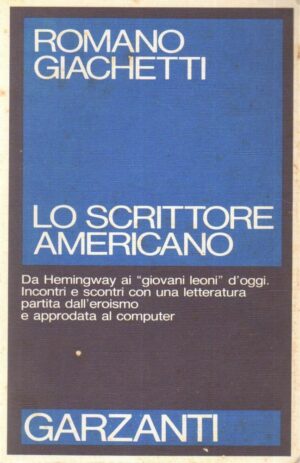 ROMANO
GIACHETTI
LO SCRITTORE
AMERICANO
Da Hemingway ai "giovani leoni" d'oggi.
Incontri e scontri con una letteratura
partita dall'eroismo
e approdata al computer
GARZANTI